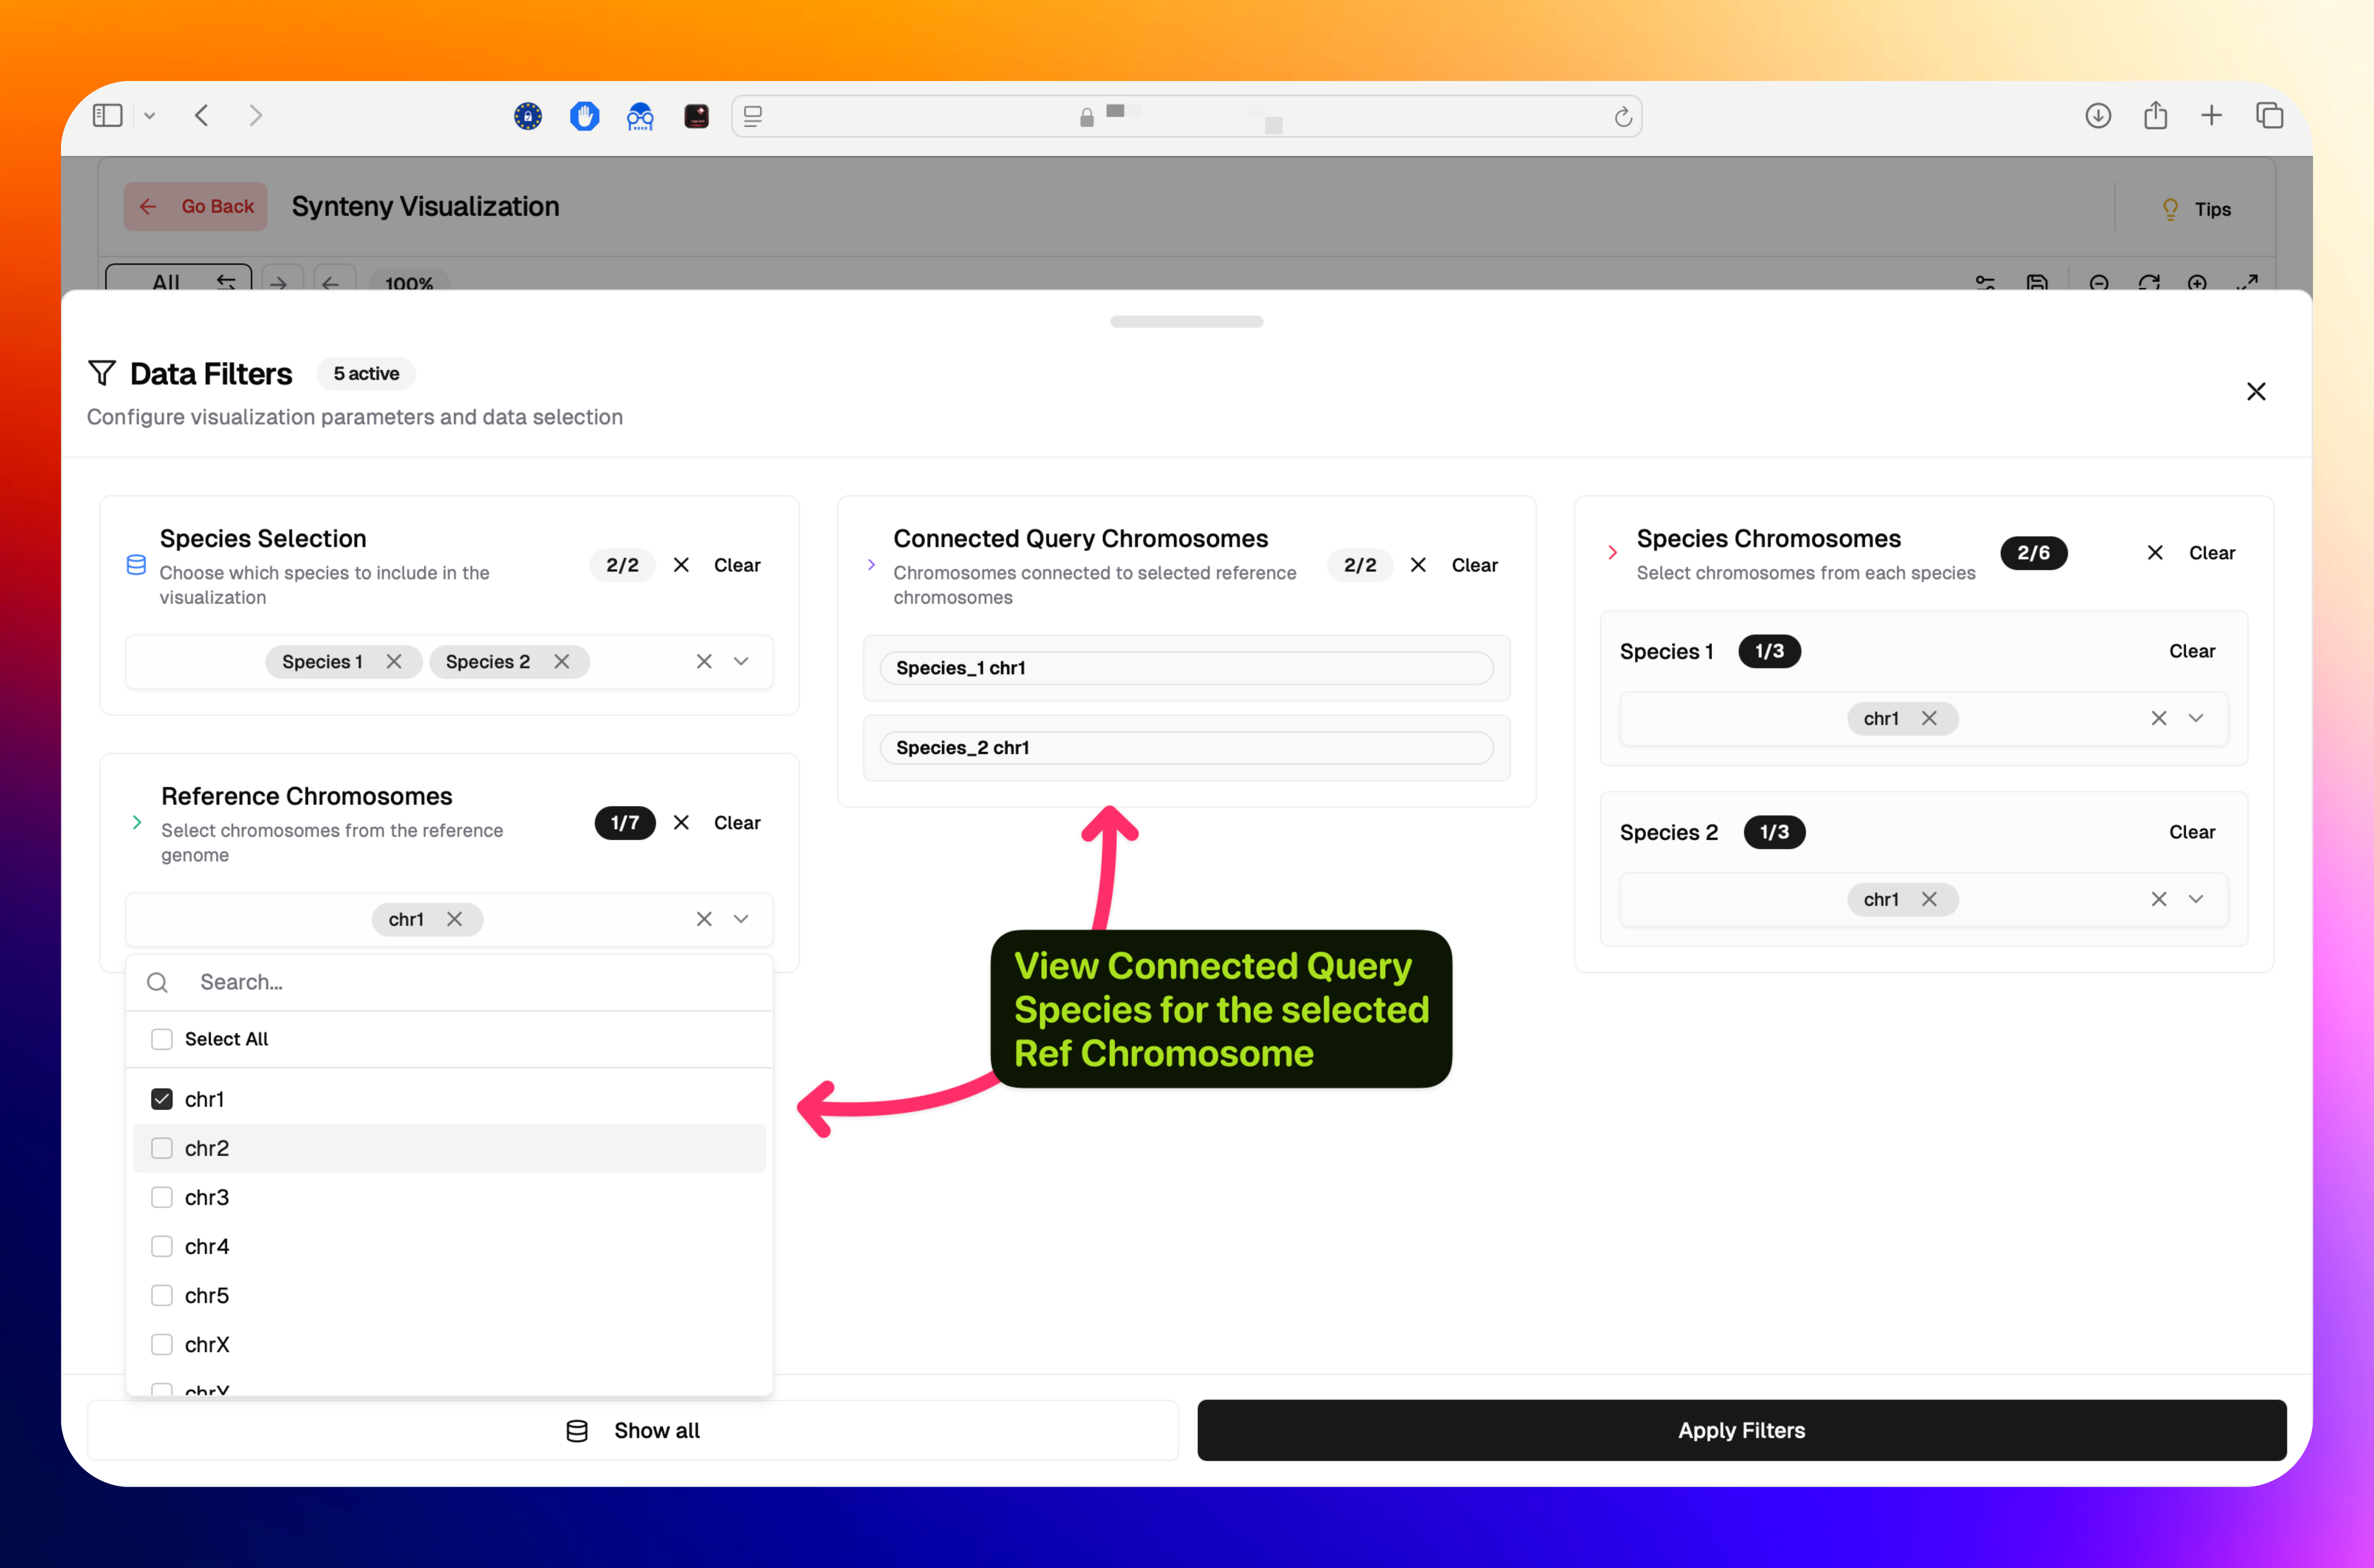 Go Back
Synteny Visualization
Tips
All
100%
Data Filters
5 active
Configure visualization parameters and data selection
Species Selection
Choose which species to include in the
visualization
2/2
Clear
Species 1
Species 2
Reference Chromosomes
Select chromosomes from the reference
genome
1/7
Clear
chr1
Search...
Select All
chr1
chr2
chr3
chr4
chr5
chrX
chrY
Connected Query Chromosomes
Chromosomes connected to selected reference
chromosomes
2/2
Clear
Species_1 chr1
Species_2 chr1
View Connected Query
Species for the selected
Ref Chromosome
Species Chromosomes
Select chromosomes from each species
2/6
Clear
Species 1
1/3
Clear
chr1
Species 2
1/3
Clear
chr1
Show all
Apply Filters